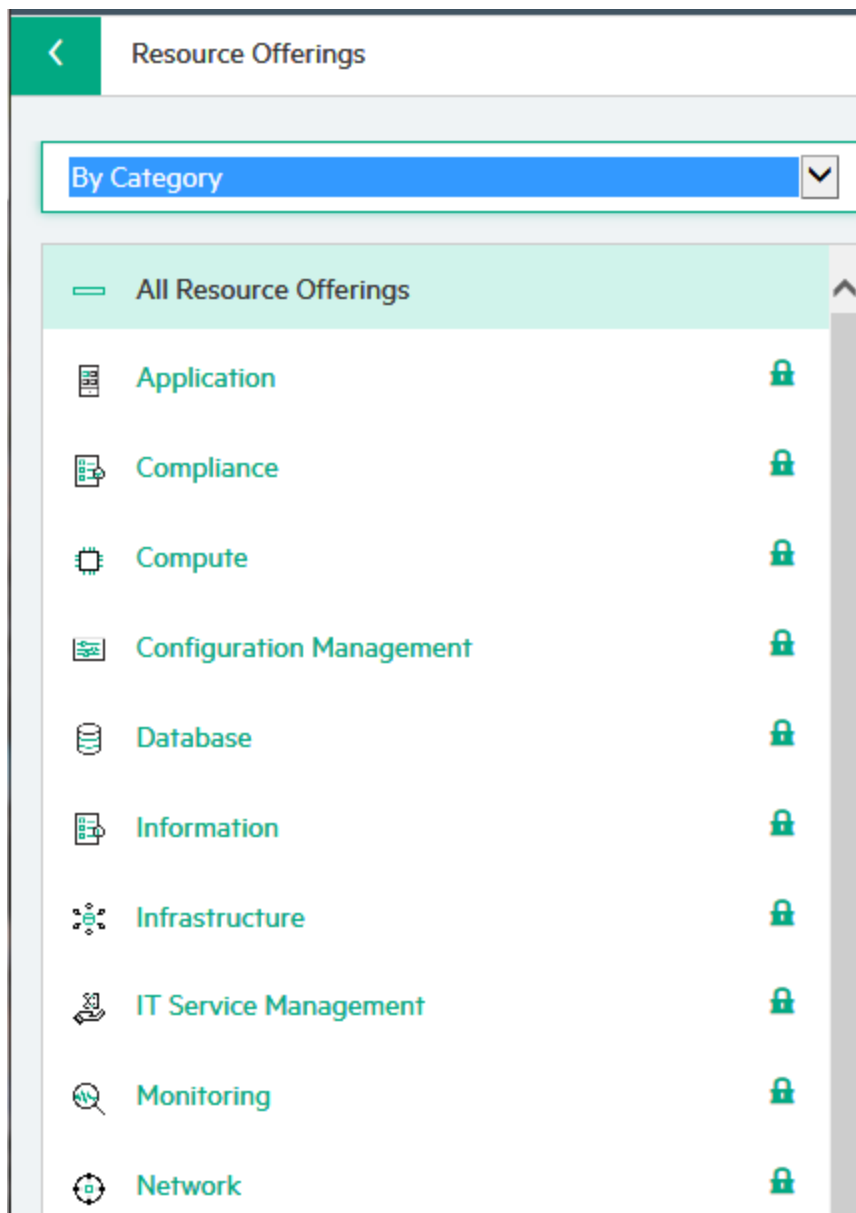 Resource Offerings
By Category
All Resource Offerings
Application
Compliance
Compute
Configuration Management
Database
Information
Infrastructure
IT Service Management
Monitoring
Network